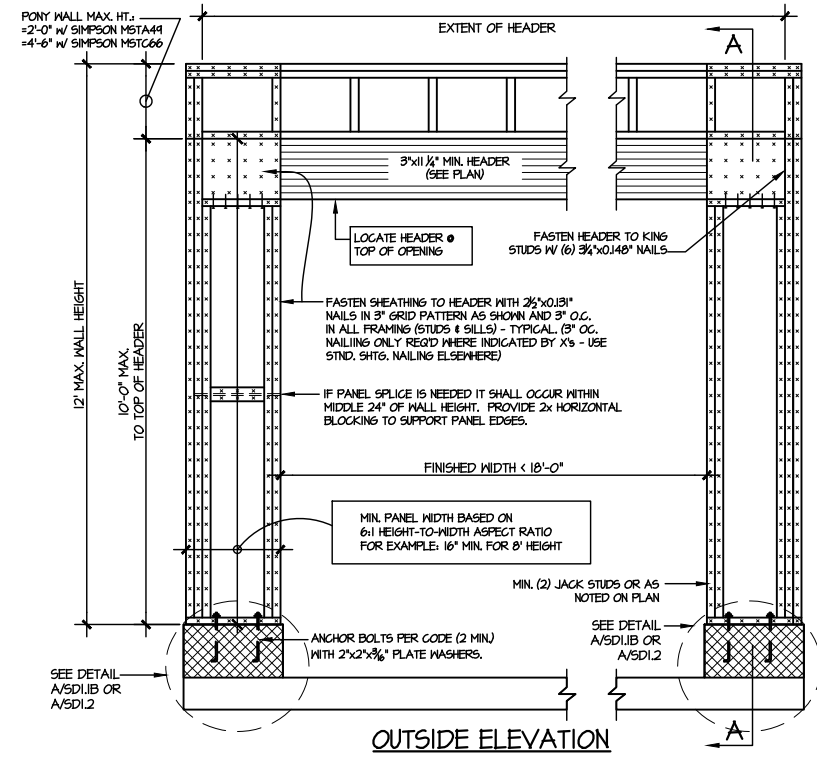 PONY WALL MAX. HT.:
=2'-0" W/ SIMPSON MSTA49
=4'-6" W/ SIMPSON MSTC66
EXTENT OF HEADER
A
3"x11 1/4" MIN. HEADER
(SEE PLAN)
LOCATE HEADER @
TOP OF OPENING
FASTEN HEADER TO KING
STUDS W/ (6) 3 1/4"x0.148" NAILS
FASTEN SHEATHING TO HEADER WITH 2 1/2"x0.131"
NAILS IN 3" GRID PATTERN AS SHOWN AND 3" O.C.
IN ALL FRAMING (STUDS & SILLS) - TYPICAL. (3" OC.
NAILIING ONLY REQ'D WHERE INDICATED BY X's - USE
STND. SHTG. NAILING ELSEWHERE)
12' MAX. WALL HEIGHT
10'-0" MAX.
TO TOP OF HEADER
IF PANEL SPLICE IS NEEDED IT SHALL OCCUR WITHIN
MIDDLE 24" OF WALL HEIGHT. PROVIDE 2x HORIZONTAL
BLOCKING TO SUPPORT PANEL EDGES.
FINISHED WIDTH < 18'-0"
MIN. PANEL WIDTH BASED ON
6:1 HEIGHT-TO-WIDTH ASPECT RATIO
FOR EXAMPLE: 16" MIN. FOR 8' HEIGHT
MIN. (2) JACK STUDS OR AS
NOTED ON PLAN
ANCHOR BOLTS PER CODE (2 MIN.)
WITH 2"x2"x3/16" PLATE WASHERS.
SEE DETAIL
A/SD1.1B OR
A/SD1.2
SEE DETAIL
A/SD1.1B OR
A/SD1.2
A
OUTSIDE ELEVATION